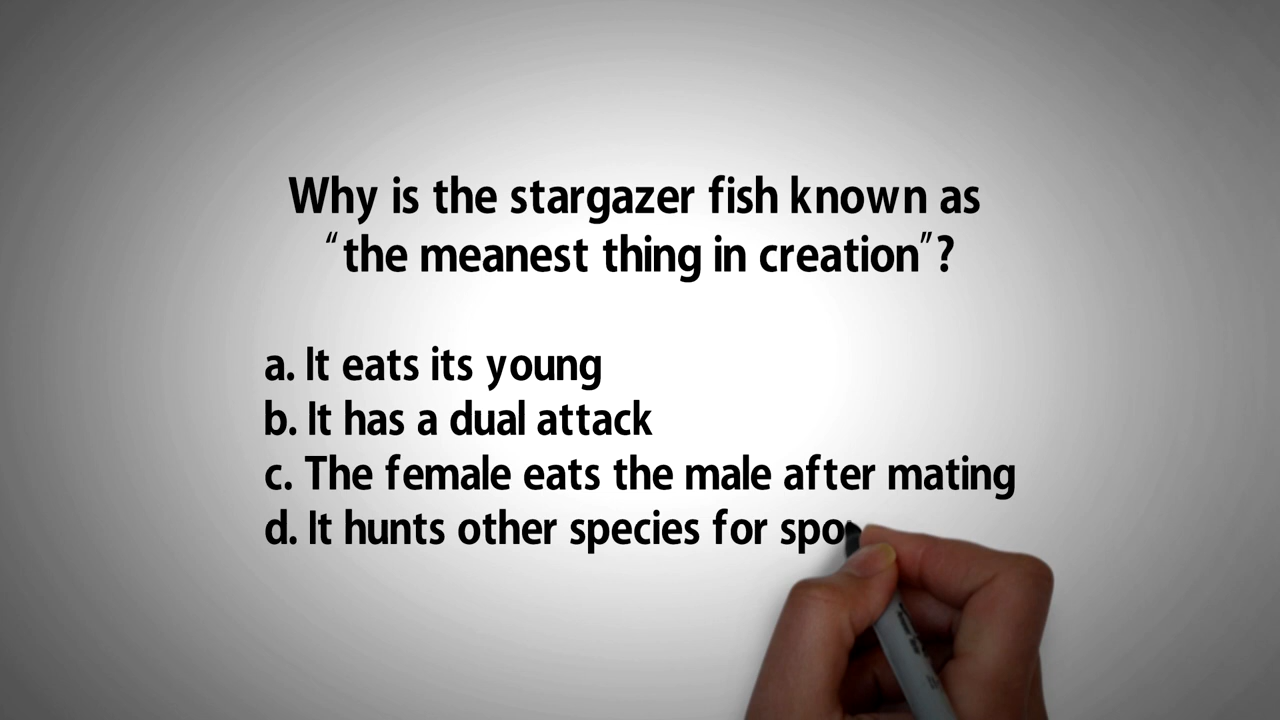 Why is the stargazer fish known as
“the meanest thing in creation”?
a. It eats its young
b. It has a dual attack
c. The female eats the male after mating
d. It hunts other species for